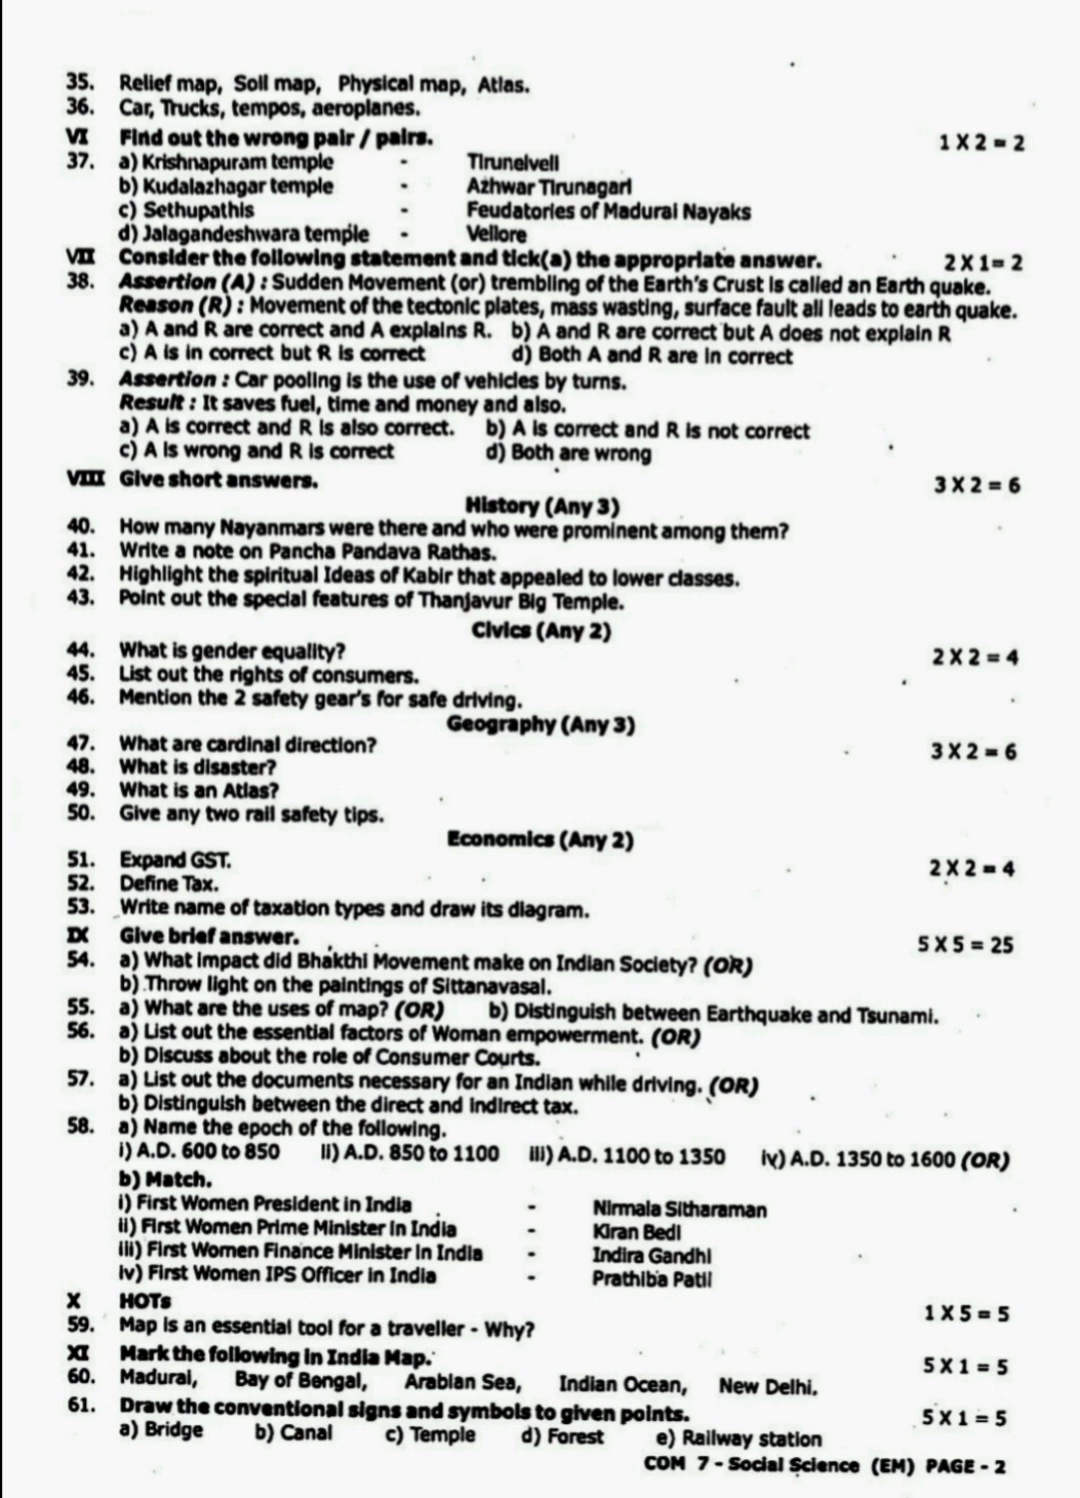 35. Relief map, Soil map, Physical map, Atlas.
36. Car, Trucks, tempos, aeroplanes.
VI Find out the wrong pair / pairs. 1 X 2 = 2
37. a) Krishnapuram temple - Tirunelveli
b) Kudalazhagar temple - Azhwar Tirunagari
c) Sethupathis - Feudatories of Madurai Nayaks
d) Jalagandeshwara temple - Vellore
VII Consider the following statement and tick(a) the appropriate answer. 2 X 1= 2
38. Assertion (A) : Sudden Movement (or) trembling of the Earth's Crust is called an Earth quake.
Reason (R) : Movement of the tectonic plates, mass wasting, surface fault all leads to earth quake.
a) A and R are correct and A explains R. b) A and R are correct but A does not explain R
c) A is in correct but R is correct d) Both A and R are in correct
39. Assertion : Car pooling is the use of vehicles by turns.
Result : It saves fuel, time and money and also.
a) A is correct and R is also correct. b) A is correct and R is not correct
c) A is wrong and R is correct d) Both are wrong
VIII Give short answers. 3 X 2 = 6
History (Any 3)
40. How many Nayanmars were there and who were prominent among them?
41. Write a note on Pancha Pandava Rathas.
42. Highlight the spiritual Ideas of Kabir that appealed to lower classes.
43. Point out the special features of Thanjavur Big Temple.
Civics (Any 2)
44. What is gender equality? 2 X 2 = 4
45. List out the rights of consumers.
46. Mention the 2 safety gear's for safe driving.
Geography (Any 3)
47. What are cardinal direction? 3 X 2 = 6
48. What is disaster?
49. What is an Atlas?
50. Give any two rail safety tips.
Economics (Any 2)
51. Expand GST. 2 X 2 = 4
52. Define Tax.
53. Write name of taxation types and draw its diagram.
IX Give brief answer. 5 X 5 = 25
54. a) What impact did Bhakthi Movement make on Indian Society? (OR)
b) Throw light on the paintings of Sittanavasal.
55. a) What are the uses of map? (OR) b) Distinguish between Earthquake and Tsunami.
56. a) List out the essential factors of Woman empowerment. (OR)
b) Discuss about the role of Consumer Courts.
57. a) List out the documents necessary for an Indian while driving. (OR)
b) Distinguish between the direct and indirect tax.
58. a) Name the epoch of the following.
i) A.D. 600 to 850 ii) A.D. 850 to 1100 iii) A.D. 1100 to 1350 iv) A.D. 1350 to 1600 (OR)
b) Match.
i) First Women President in India - Nirmala Sitharaman
ii) First Women Prime Minister in India - Kiran Bedi
iii) First Women Finance Minister in India - Indira Gandhi
iv) First Women IPS Officer in India - Prathiba Patil
X HOTs 1 X 5 = 5
59. Map is an essential tool for a traveller - Why?
XI Mark the following in India Map. 5 X 1 = 5
60. Madurai, Bay of Bengal, Arabian Sea, Indian Ocean, New Delhi.
61. Draw the conventional signs and symbols to given points. 5 X 1 = 5
a) Bridge b) Canal c) Temple d) Forest e) Railway station
COM 7 - Social Science (EM) PAGE - 2